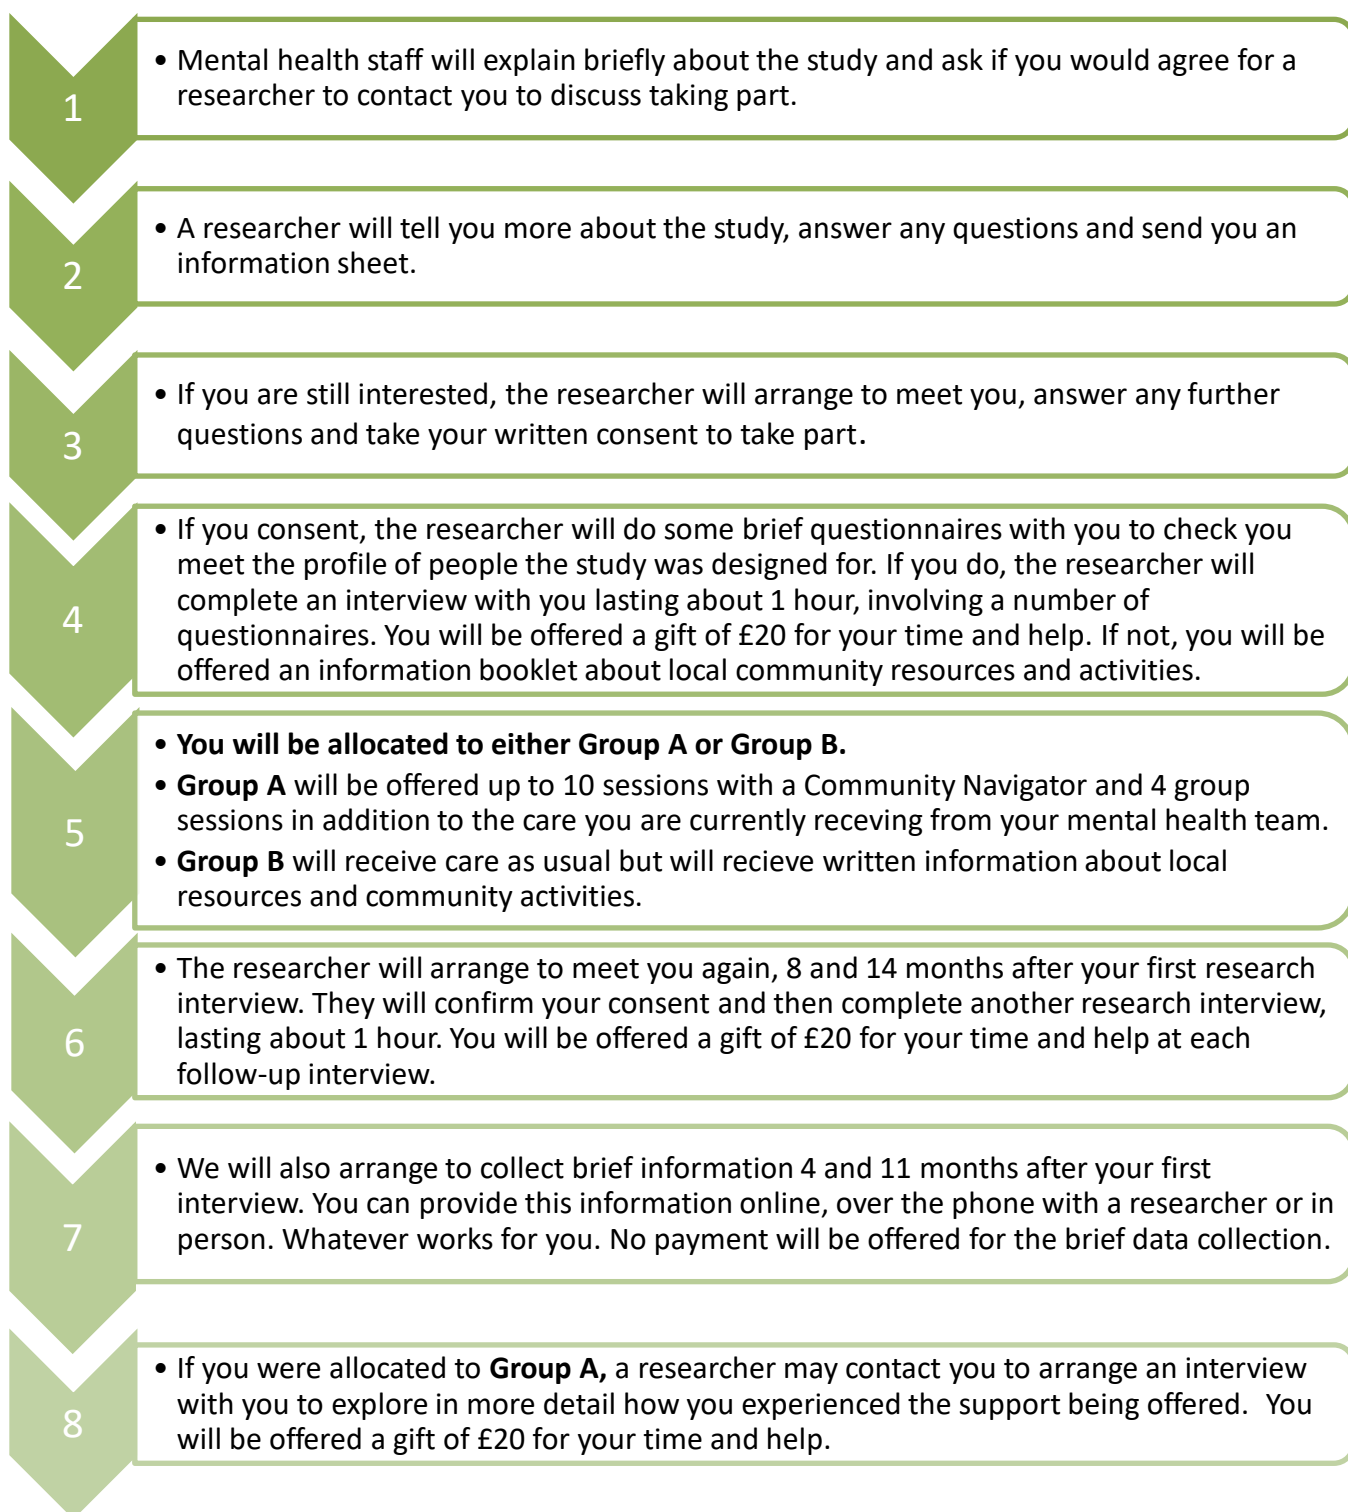 1
• Mental health staff will explain briefly about the study and ask if you would agree for a
researcher to contact you to discuss taking part.
2
• A researcher will tell you more about the study, answer any questions and send you an
information sheet.
3
• If you are still interested, the researcher will arrange to meet you, answer any further
questions and take your written consent to take part.
4
• If you consent, the researcher will do some brief questionnaires with you to check you
meet the profile of people the study was designed for. If you do, the researcher will
complete an interview with you lasting about 1 hour, involving a number of
questionnaires. You will be offered a gift of £20 for your time and help. If not, you will be
offered an information booklet about local community resources and activities.
5
• You will be allocated to either Group A or Group B.
• Group A will be offered up to 10 sessions with a Community Navigator and 4 group
sessions in addition to the care you are currently receving from your mental health team.
• Group B will receive care as usual but will recieve written information about local
resources and community activities.
6
• The researcher will arrange to meet you again, 8 and 14 months after your first research
interview. They will confirm your consent and then complete another research interview,
lasting about 1 hour. You will be offered a gift of £20 for your time and help at each
follow-up interview.
7
• We will also arrange to collect brief information 4 and 11 months after your first
interview. You can provide this information online, over the phone with a researcher or in
person. Whatever works for you. No payment will be offered for the brief data collection.
8
• If you were allocated to Group A, a researcher may contact you to arrange an interview
with you to explore in more detail how you experienced the support being offered. You
will be offered a gift of £20 for your time and help.